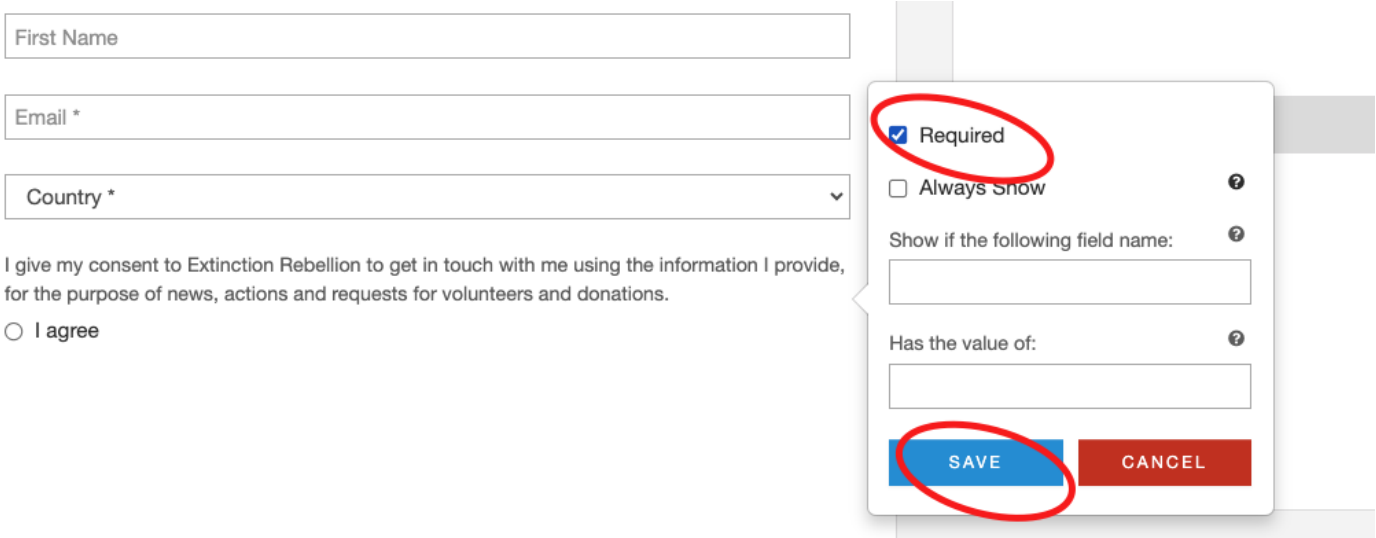 First Name
Email *
Country *
I give my consent to Extinction Rebellion to get in touch with me using the information I provide,
for the purpose of news, actions and requests for volunteers and donations.
I agree
Required
Always Show
Show if the following field name:
Has the value of:
SAVE
CANCEL